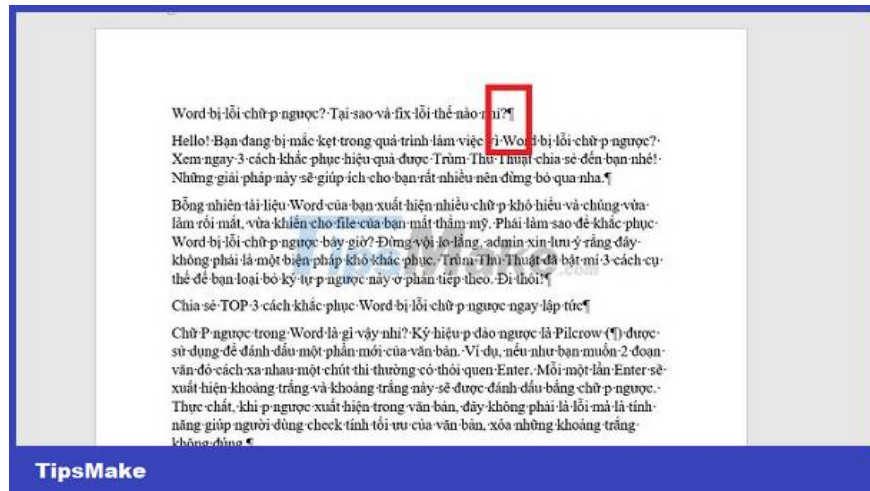 Word bị lỗi chữ p ngược? Tại sao và fix lỗi thế nào nhỉ?¶
Hello! Bạn đang bị mắc kẹt trong quá trình làm việc vì Word bị lỗi chữ p ngược?
Xem ngay 3 cách khắc phục hiệu quả được Trùm Thủ Thuật chia sẻ đến bạn nhé!
Những giải pháp này sẽ giúp ích cho bạn rất nhiều nên đừng bỏ qua nha.¶
Bỗng nhiên tài liệu Word của bạn xuất hiện nhiều chữ p khó hiểu và chúng vừa
làm rối mắt, vừa khiến cho file của bạn mất thẩm mỹ. Phải làm sao để khắc phục
Word bị lỗi chữ p ngược bây giờ? Đừng vội lo lắng, admin xin lưu ý rằng đây
không phải là một biện pháp khó khắc phục. Trùm Thủ Thuật đã bật mí 3 cách cụ
thể để bạn loại bỏ ký tự p ngược này ở phần tiếp theo. Đi thôi!¶
Chia sẻ TOP 3 cách khắc phục Word bị lỗi chữ p ngược ngay lập tức¶
Chữ P ngược trong Word là gì vậy nhỉ? Ký hiệu p đảo ngược là Pilcrow (¶) được
sử dụng để đánh dấu một phần mới của văn bản. Ví dụ, nếu như bạn muốn 2 đoạn
văn đó cách xa nhau một chút thì thường có thói quen Enter. Mỗi một lần Enter sẽ
xuất hiện khoảng trắng và khoảng trắng này sẽ được đánh dấu bằng chữ p ngược.
Thực chất, khi p ngược xuất hiện trong văn bản, đây không phải là lỗi mà là tính
năng giúp người dùng check tính tối ưu của văn bản, xóa những khoảng trắng
không đúng.¶
TipsMake.com
TipsMake